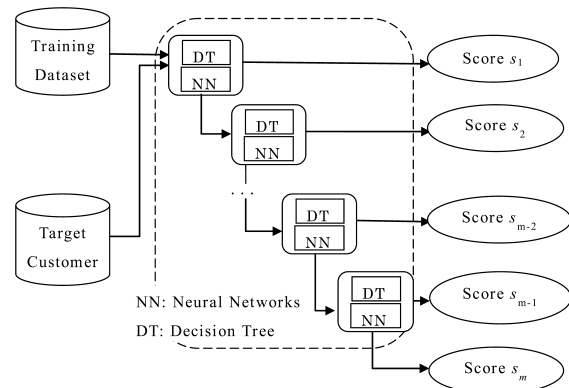 Training
Dataset
DT
NN
Score s1
DT
NN
Score s2
...
Target
Customer
DT
NN
Score sm-2
DT
NN
Score sm-1
NN: Neural Networks
DT: Decision Tree
Score sm